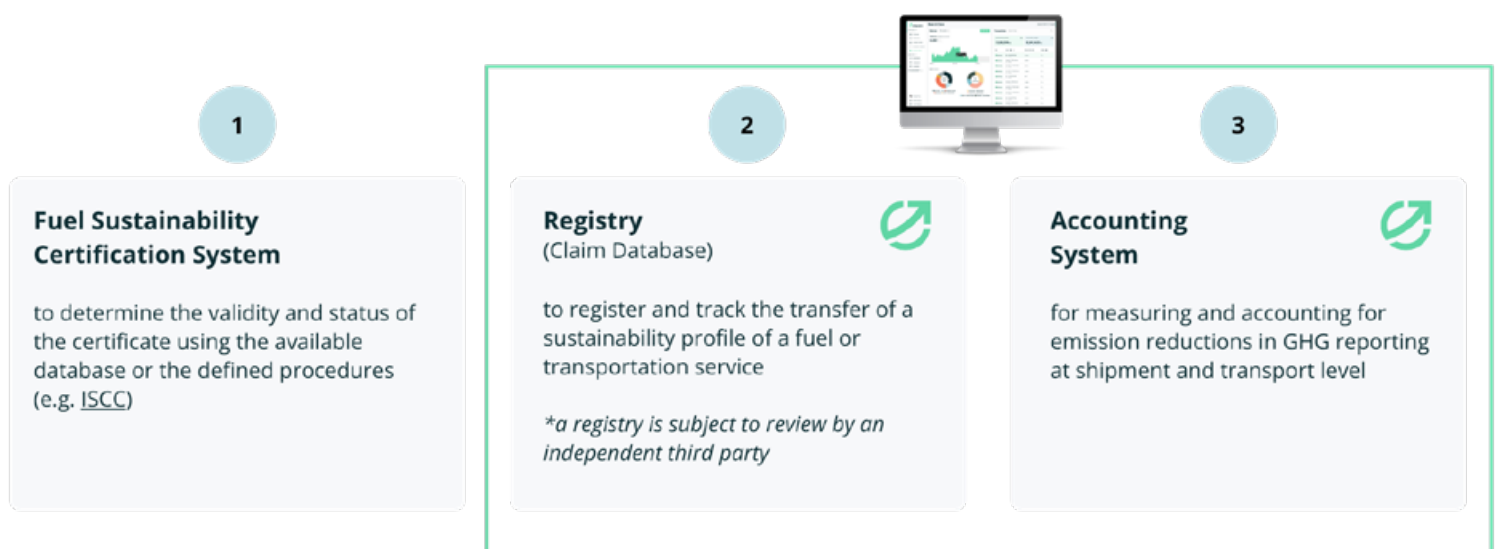 1
Fuel Sustainability
Certification System
to determine the validity and status of
the certificate using the available
database or the defined procedures
(e.g. ISCC)
2
Registry
(Claim Database)
to register and track the transfer of a
sustainability profile of a fuel or
transportation service
*a registry is subject to review by an
independent third party
3
Accounting
System
for measuring and accounting for
emission reductions in GHG reporting
at shipment and transport level